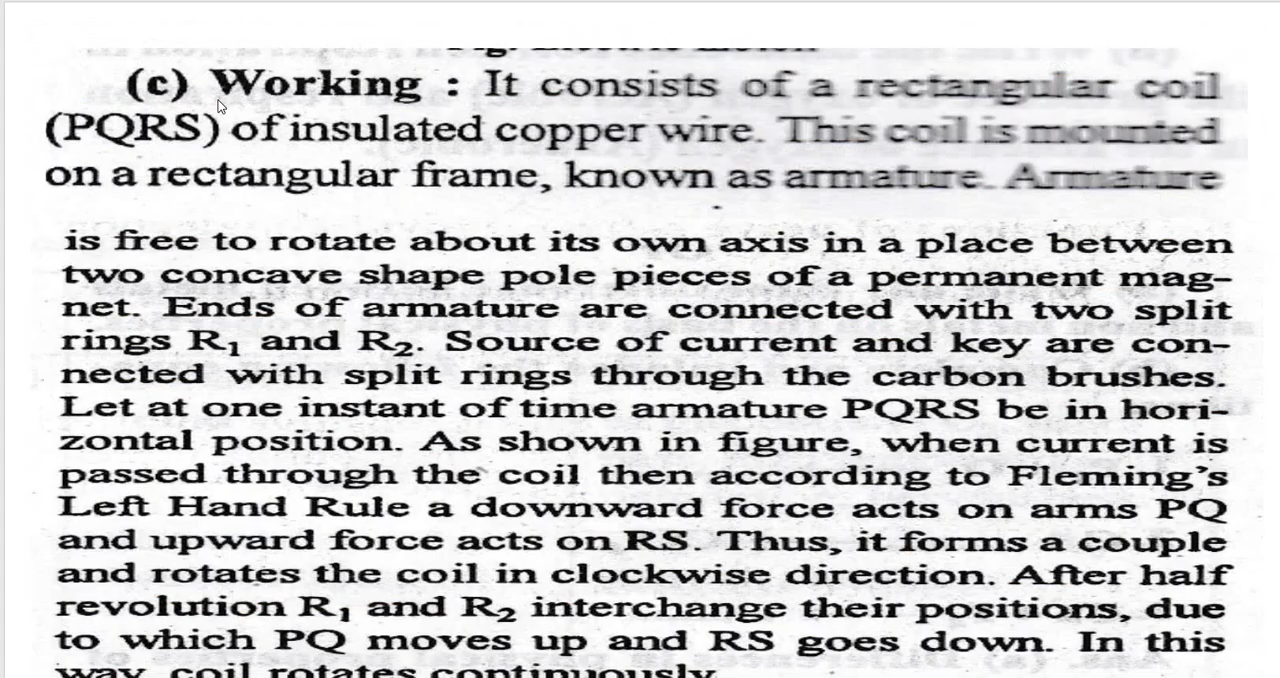 (c) Working : It consists of a rectangular coil
(PQRS) of insulated copper wire. This coil is mounted
on a rectangular frame, known as armature. Armature
is free to rotate about its own axis in a place between
two concave shape pole pieces of a permanent mag-
net. Ends of armature are connected with two split
rings R₁ and R₂. Source of current and key are con-
nected with split rings through the carbon brushes.
Let at one instant of time armature PQRS be in hori-
zontal position. As shown in figure, when current is
passed through the coil then according to Fleming's
Left Hand Rule a downward force acts on arms PQ
and upward force acts on RS. Thus, it forms a couple
and rotates the coil in clockwise direction. After half
revolution R₁ and R₂ interchange their positions, due
to which PQ moves up and RS goes down. In this
way, coil rotates continuously.